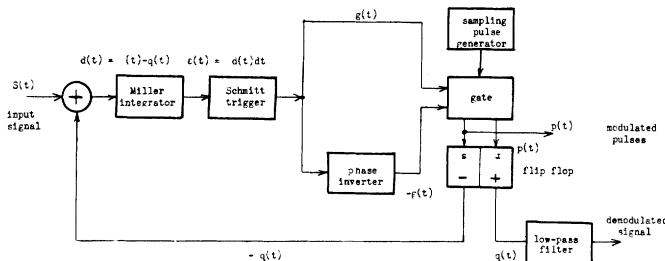 sampling
pulse
generator
g(t)
d(t) = (t)-q(t)
ε(t) = d(t)dt
S(t)
input
signal
+
Miller
integrator
Schmitt
trigger
gate
p(t)
modulated
pulses
p(t)
s
r
-
+
flip flop
phase
inverter
-g(t)
- q(t)
q(t)
low-pass
filter
demodulated
signal